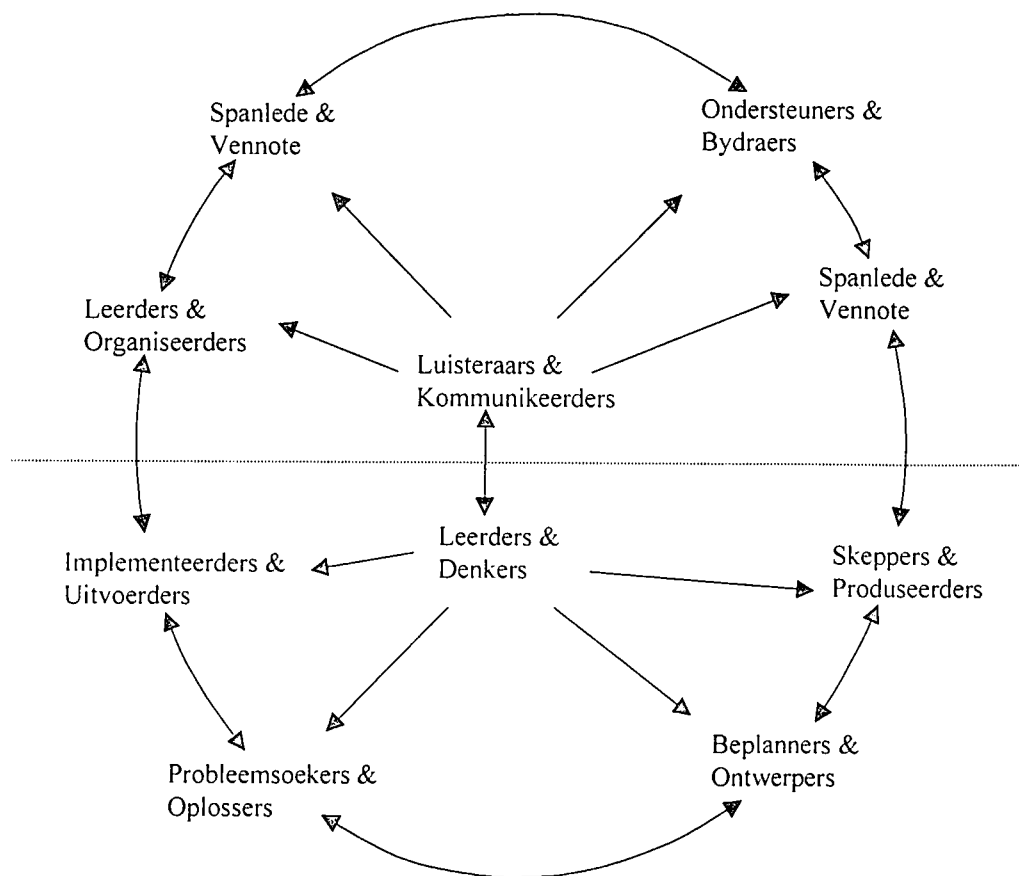 Spanlede &
Vennote
Ondersteuners &
Bydraers
Leerders &
Organiseerders
Luisteraars &
Kommunikeerders
Spanlede &
Vennote
Implementeerders &
Uitvoerders
Leerders &
Denkers
Skeppers &
Produseerders
Probleemsoekers &
Oplossers
Beplanners &
Ontwerpers